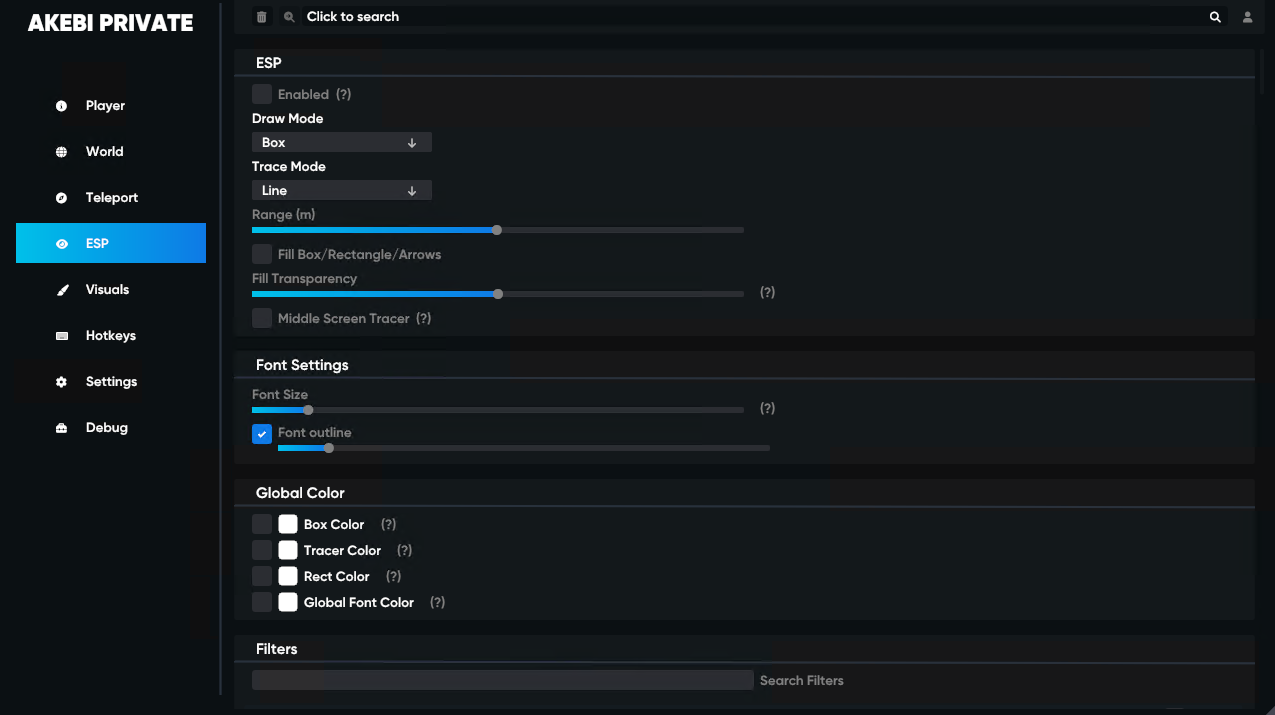 AKEBI PRIVATE
Click to search
Player
World
Teleport
ESP
Visuals
Hotkeys
Settings
Debug
ESP
Enabled (?)
Draw Mode
Box
Trace Mode
Line
Range (m)
Fill Box/Rectangle/Arrows
Fill Transparency
(?)
Middle Screen Tracer (?)
Font Settings
Font Size
(?)
Font outline
Global Color
Box Color (?)
Tracer Color (?)
Rect Color (?)
Global Font Color (?)
Filters
Search Filters